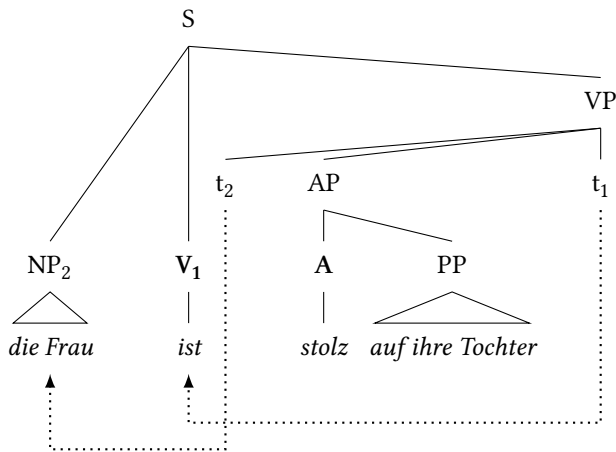 S
VP
t₂ AP t₁
NP₂ V₁ A PP
die Frau ist stolz auf ihre Tochter